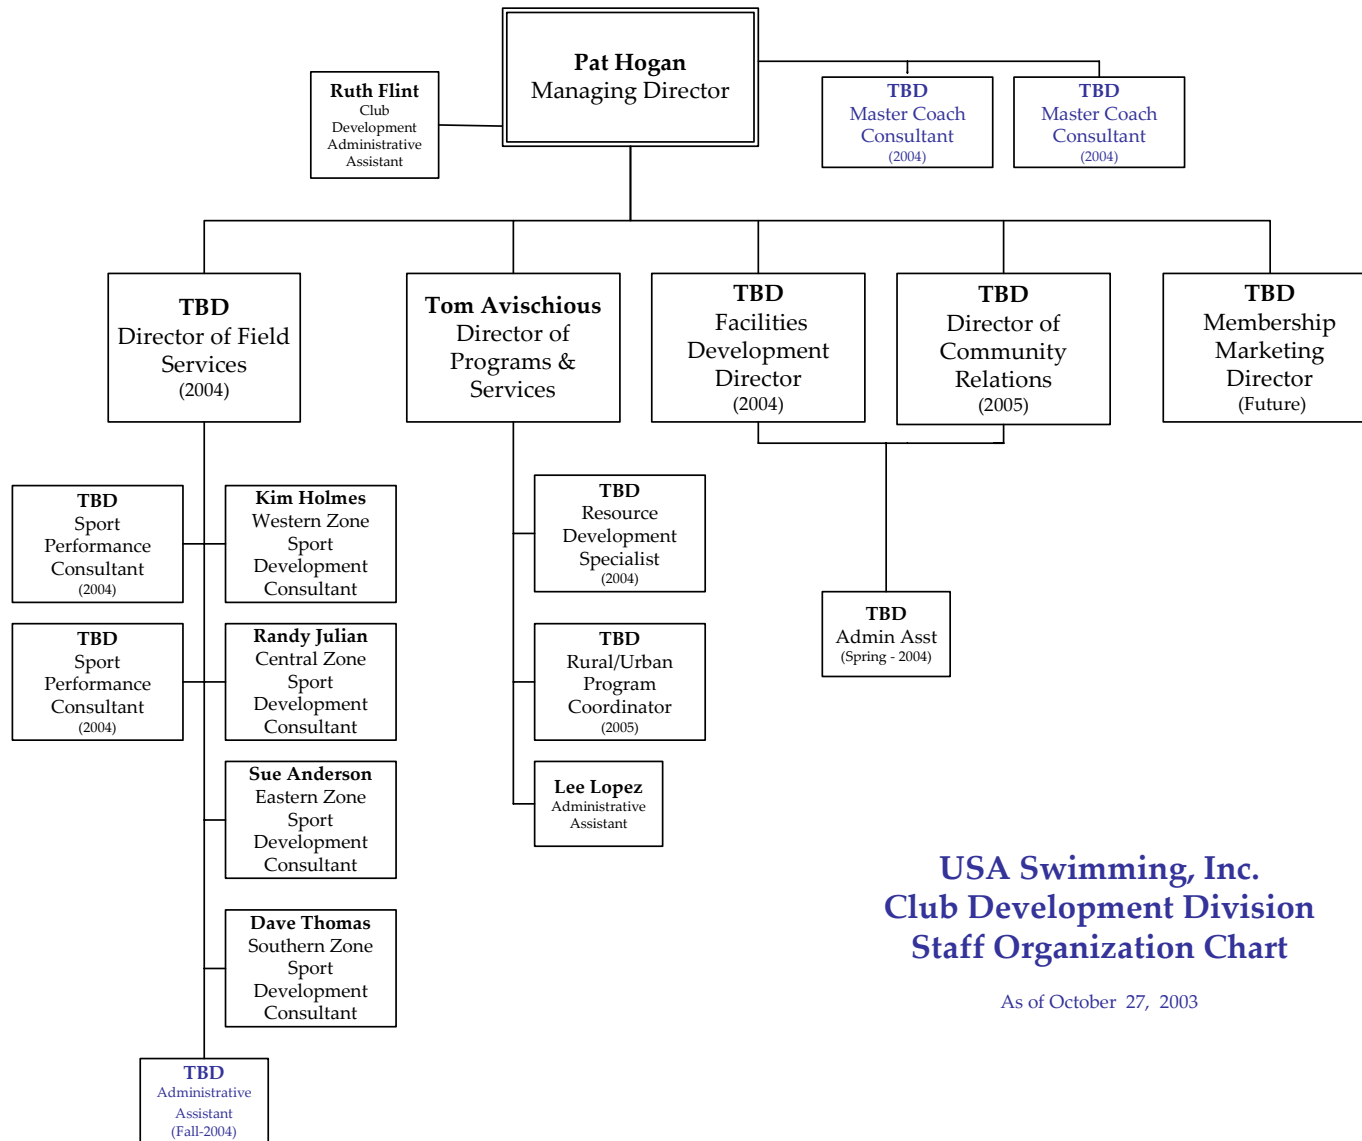 Pat Hogan
Managing Director
Ruth Flint
Club
Development
Administrative
Assistant
TBD
Master Coach
Consultant
(2004)
TBD
Master Coach
Consultant
(2004)
TBD
Director of Field
Services
(2004)
Tom Avischious
Director of
Programs &
Services
TBD
Facilities
Development
Director
(2004)
TBD
Director of
Community
Relations
(2005)
TBD
Membership
Marketing
Director
(Future)
TBD
Sport
Performance
Consultant
(2004)
Kim Holmes
Western Zone
Sport
Development
Consultant
TBD
Resource
Development
Specialist
(2004)
TBD
Admin Asst
(Spring - 2004)
TBD
Sport
Performance
Consultant
(2004)
Randy Julian
Central Zone
Sport
Development
Consultant
TBD
Rural/Urban
Program
Coordinator
(2005)
Sue Anderson
Eastern Zone
Sport
Development
Consultant
Lee Lopez
Administrative
Assistant
Dave Thomas
Southern Zone
Sport
Development
Consultant
TBD
Administrative
Assistant
(Fall-2004)
USA Swimming, Inc.
Club Development Division
Staff Organization Chart
As of October 27, 2003